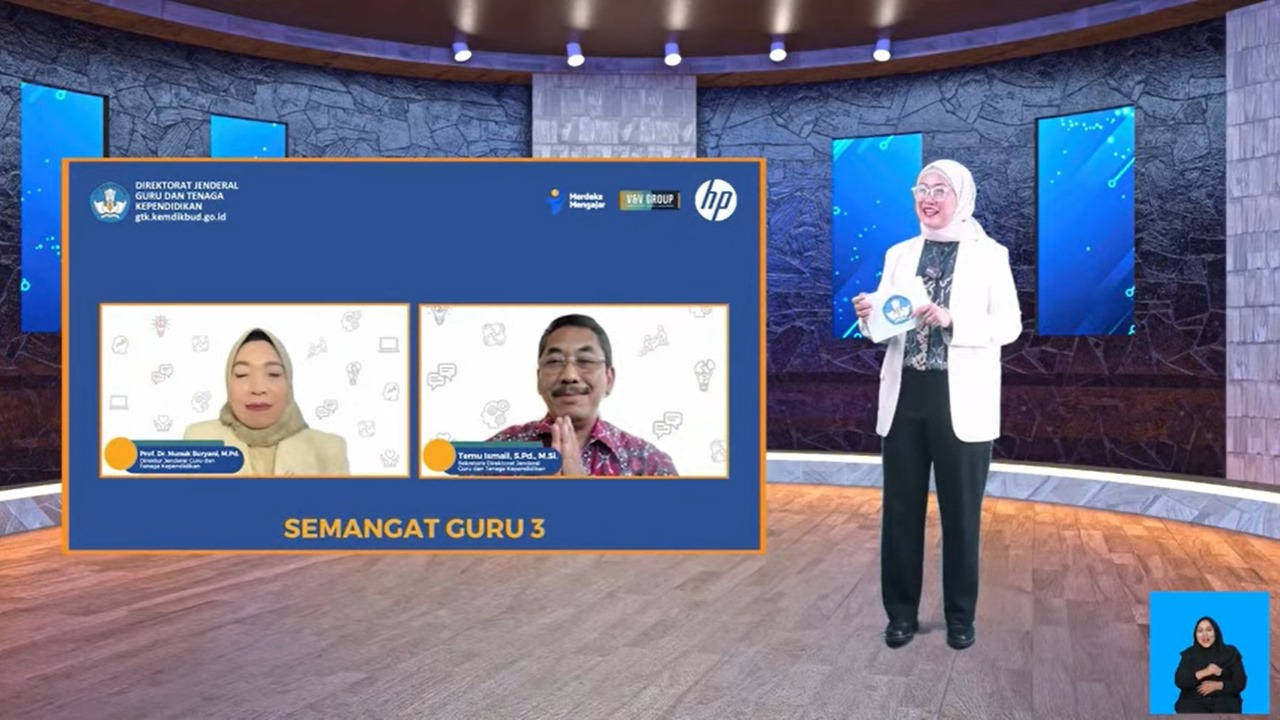 DIREKTORAT JENDERAL
GURU DAN TENAGA
KEPENDIDIKAN
gtk.kemdikbud.go.id
Merdeka
Mengajar
V&V GROUP
hp
Prof. Dr. Nunuk Suryani, M.Pd.
Direktur Jenderal Guru dan
Tenaga Kependidikan
Temu Ismail, S.Pd., M.Si.
Sekretaris Direktorat Jenderal
Guru dan Tenaga Kependidikan
SEMANGAT GURU 3